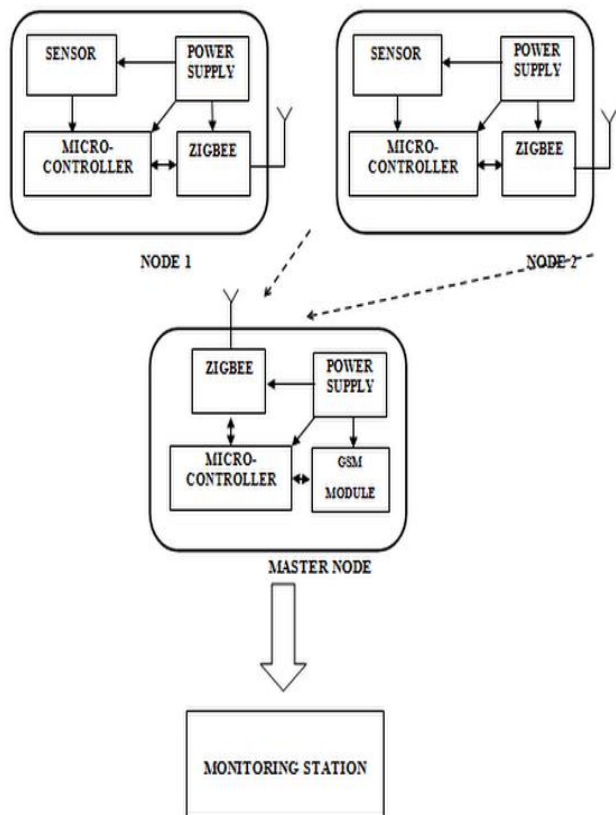 SENSOR
POWER
SUPPLY
MICRO-
CONTROLLER
ZIGBEE
NODE 1
SENSOR
POWER
SUPPLY
MICRO-
CONTROLLER
ZIGBEE
NODE 2
ZIGBEE
POWER
SUPPLY
MICRO-
CONTROLLER
GSM
MODULE
MASTER NODE
MONITORING STATION